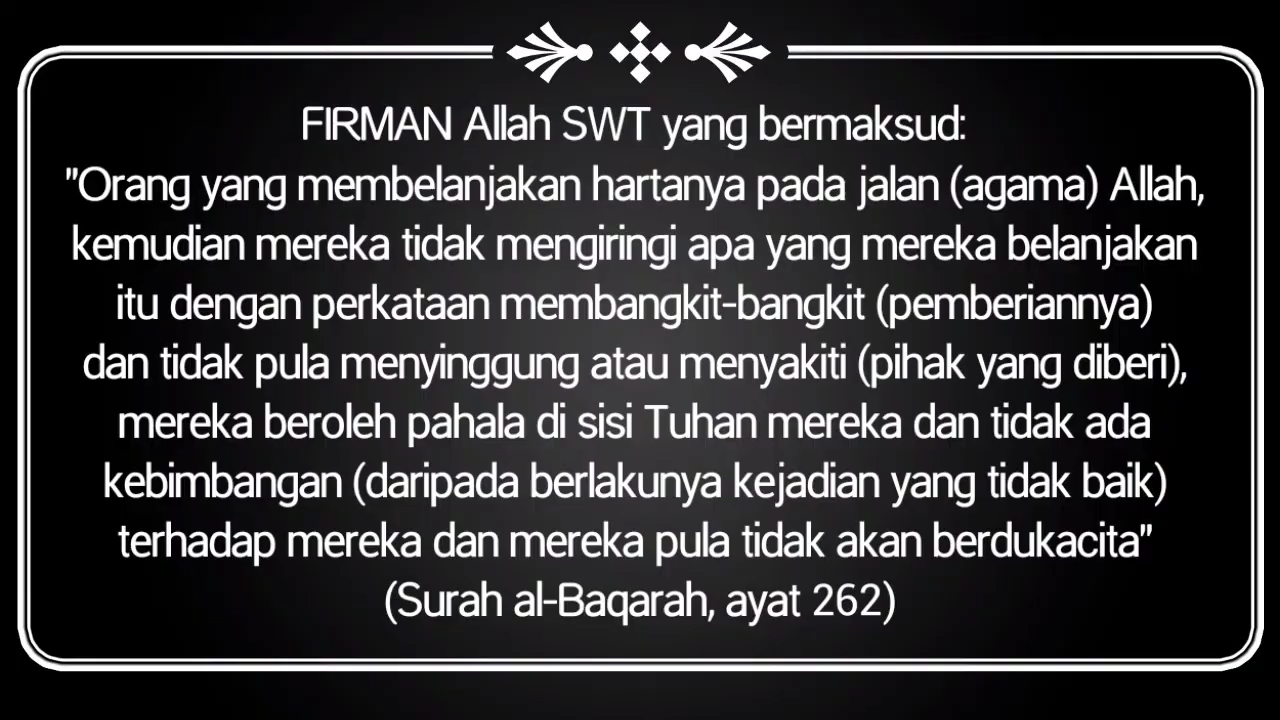 FIRMAN Allah SWT yang bermaksud:
"Orang yang membelanjakan hartanya pada jalan (agama) Allah,
kemudian mereka tidak mengiringi apa yang mereka belanjakan
itu dengan perkataan membangkit-bangkit (pemberiannya)
dan tidak pula menyinggung atau menyakiti (pihak yang diberi),
mereka beroleh pahala di sisi Tuhan mereka dan tidak ada
kebimbangan (daripada berlakunya kejadian yang tidak baik)
terhadap mereka dan mereka pula tidak akan berdukacita"
(Surah al-Baqarah, ayat 262)